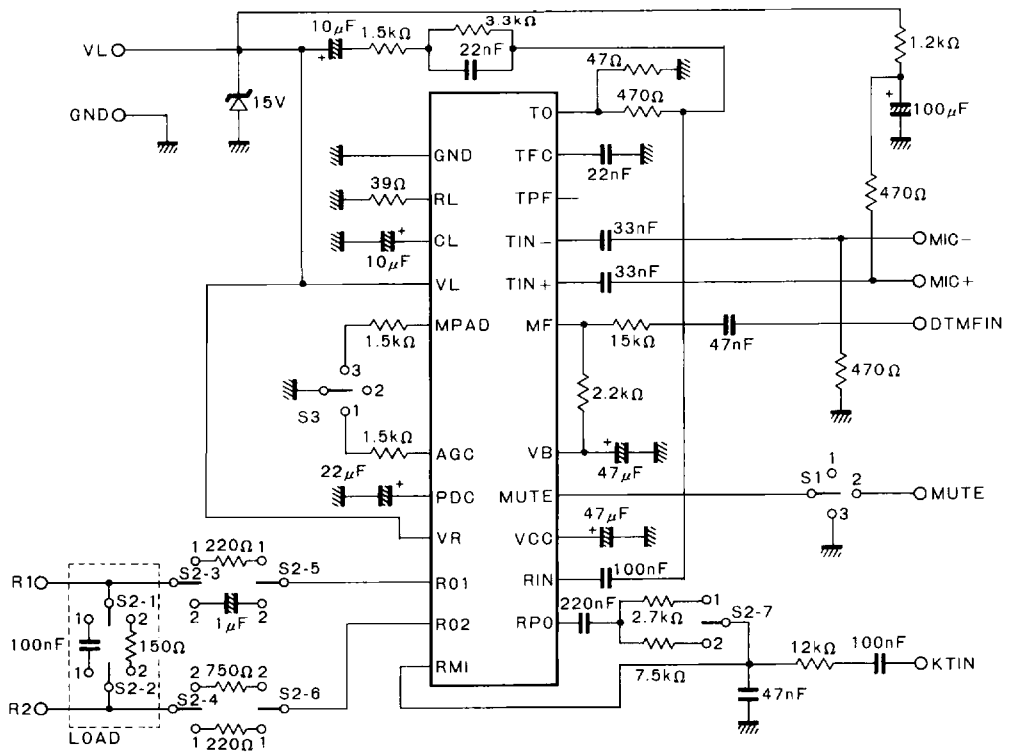 10μF
1.5kΩ
3.3kΩ
22nF
VL
GND
15V
47Ω
470Ω
1.2kΩ
+
+
100μF
TO
GND
TFC
22nF
39Ω
RL
TPF
470Ω
CL
+
10μF
TIN-
33nF
MIC-
VL
TIN+
33nF
MIC+
MPAD
1.5kΩ
MF
15kΩ
47nF
DTMFIN
3
2
S3
1
2.2kΩ
470Ω
1.5kΩ
AGC
VB
+
47μF
22μF
+
PDC
MUTE
S1
1
2
3
MUTE
VR
VCC
+
47μF
1 220Ω 1
R1
S2-3
S2-5
R01
RIN
100nF
S2-1
1
2
2
1μF
2
R02
RPO
220nF
1
2.7kΩ
S2-7
2
100nF
150Ω
1
2
S2-2
2 750Ω 2
RMI
7.5kΩ
12kΩ
100nF
KTIN
R2
S2-4
S2-6
47nF
LOAD
1 220Ω 1